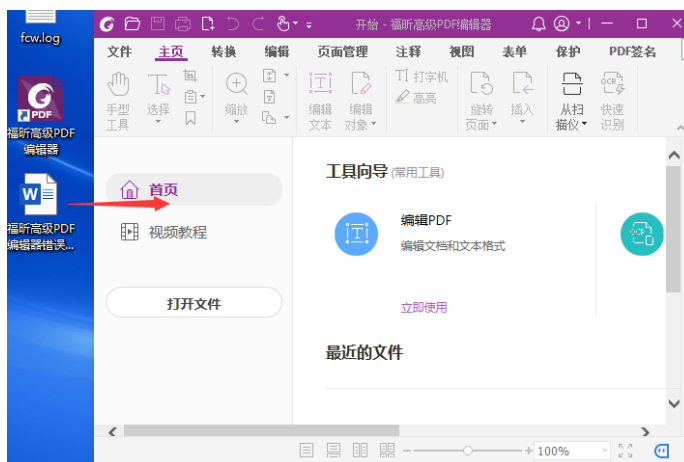 fcw.log
PDF
福昕高级PDF
编辑器
W
福昕高级PDF
编辑器错误...
开始 - 福昕高级PDF编辑器
文件 主页 转换 编辑 页面管理 注释 视图 表单 保护 PDF签名
手型
工具
选择
缩放
编辑
文本
编辑
对象
打字机
高亮
旋转
页面
插入
从扫
描仪
OCR
快速
识别
首页
视频教程
打开文件
工具向导 (常用工具)
编辑PDF
编辑文档和文本格式
立即使用
OCR
最近的文件
100%